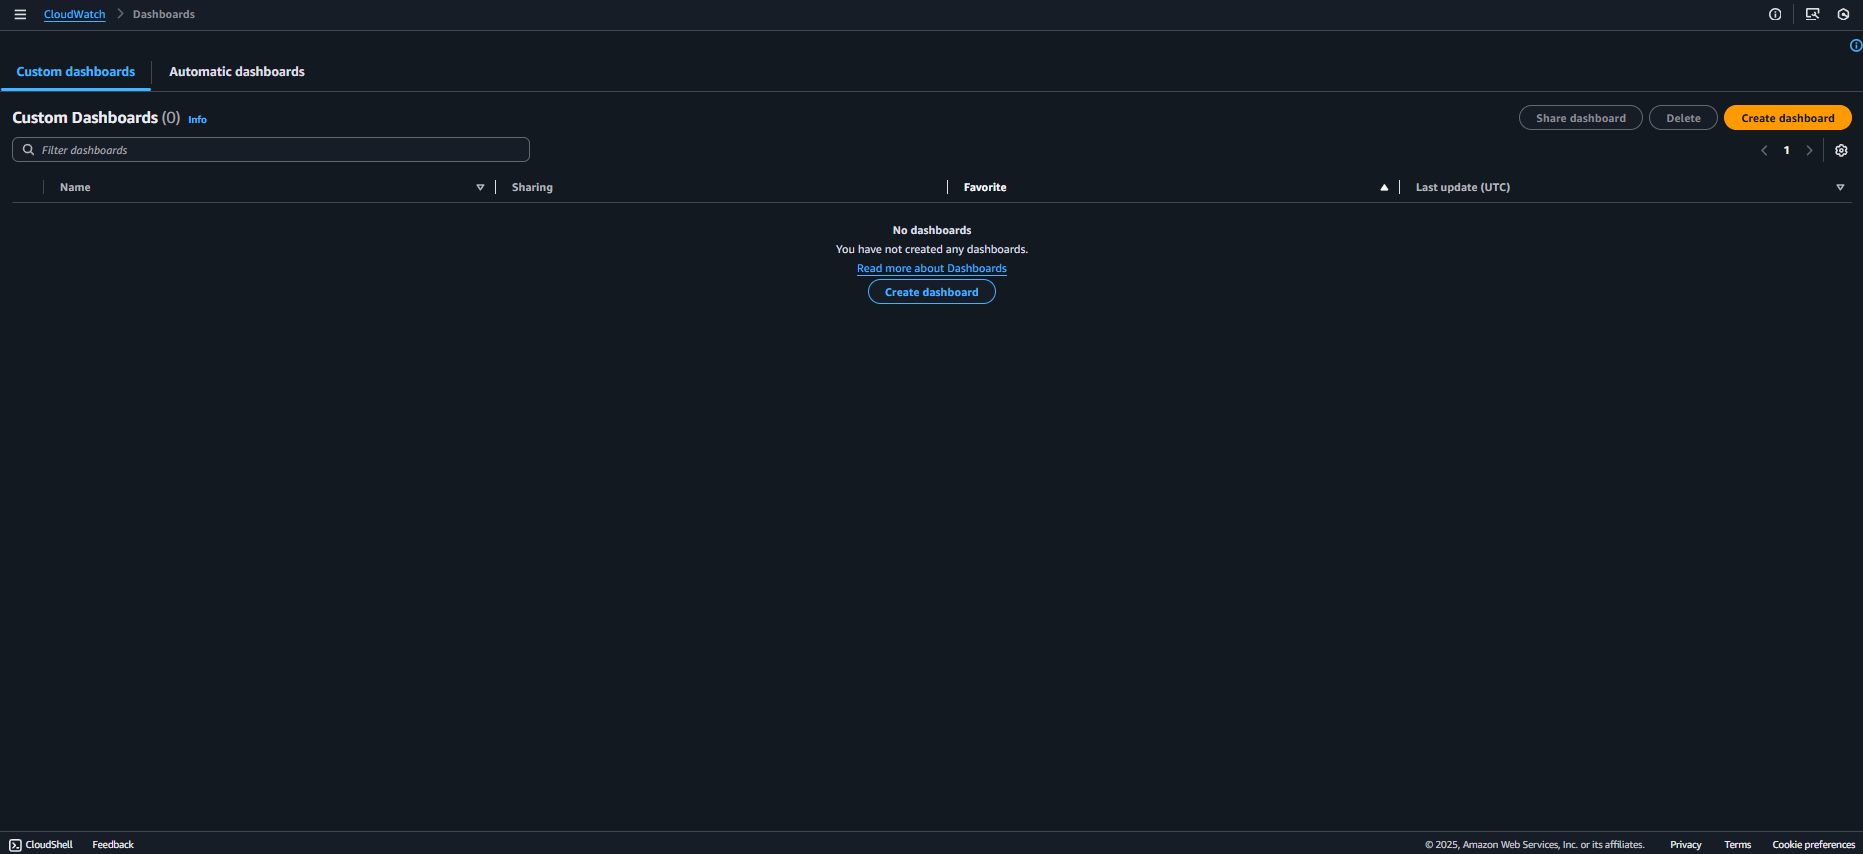 CloudWatch > Dashboards
Custom dashboards
Automatic dashboards
Custom Dashboards (0) Info
Share dashboard
Delete
Create dashboard
Filter dashboards
1
Name
Sharing
Favorite
Last update (UTC)
No dashboards
You have not created any dashboards.
Read more about Dashboards
Create dashboard
CloudShell
Feedback
© 2025, Amazon Web Services, Inc. or its affiliates.
Privacy
Terms
Cookie preferences